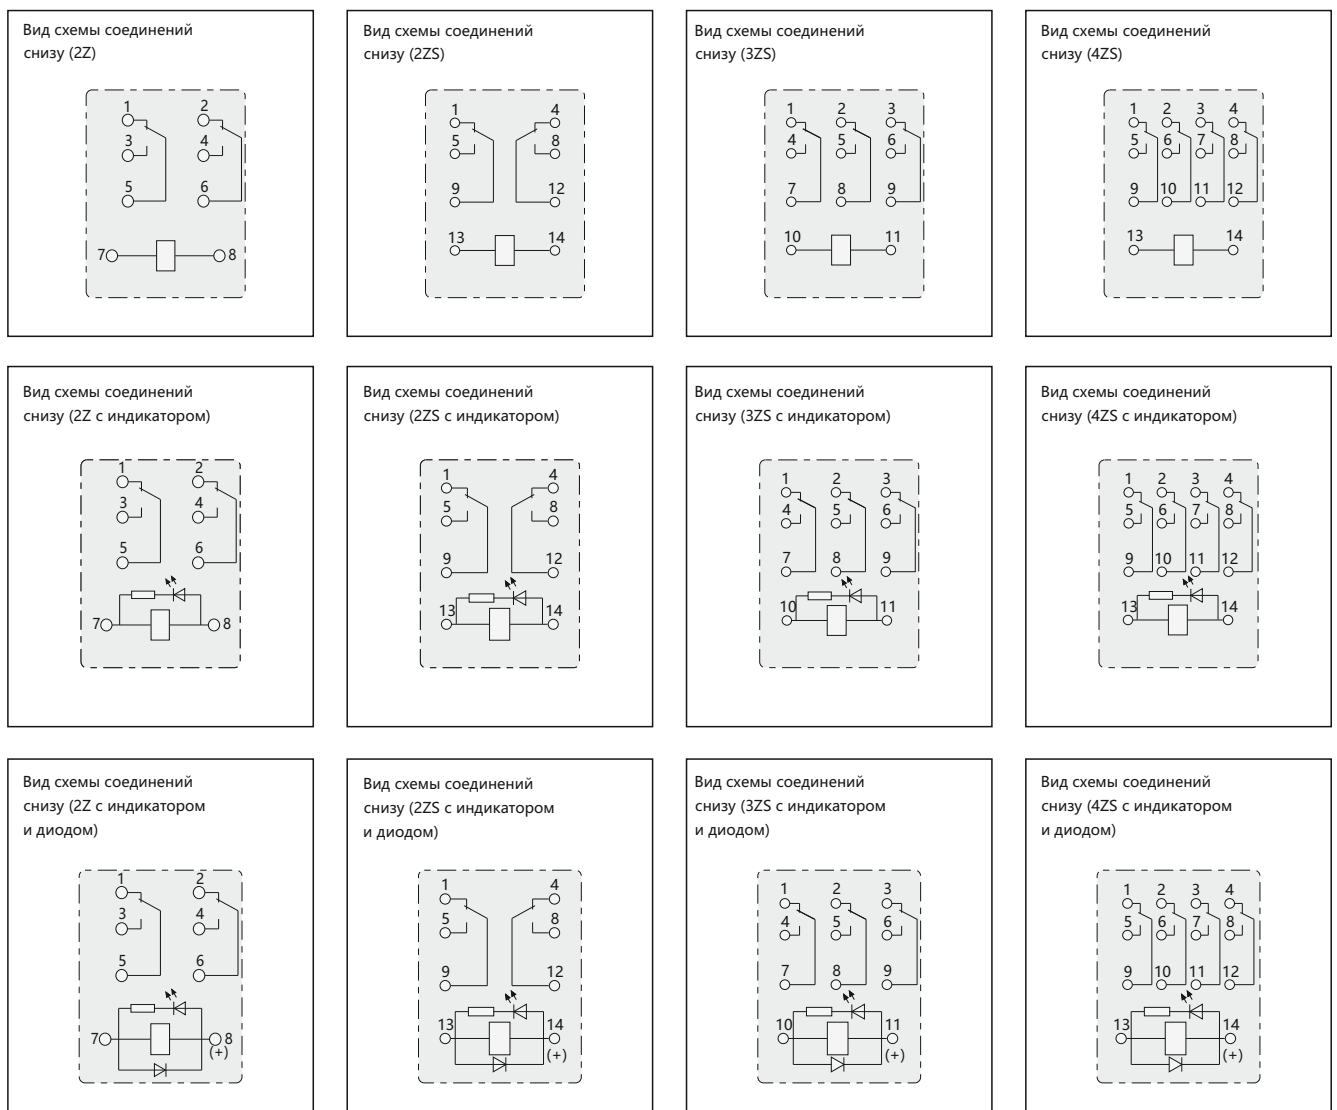 Вид схемы соединений
снизу (2Z)
1 2
3 4
5 6
7 8
Вид схемы соединений
снизу (2ZS)
1 4
5 8
9 12
13 14
Вид схемы соединений
снизу (3ZS)
1 2 3
4 5 6
7 8 9
10 11
Вид схемы соединений
снизу (4ZS)
1 2 3 4
5 6 7 8
9 10 11 12
13 14
Вид схемы соединений
снизу (2Z с индикатором)
1 2
3 4
5 6
7 8
Вид схемы соединений
снизу (2ZS с индикатором)
1 4
5 8
9 12
13 14
Вид схемы соединений
снизу (3ZS с индикатором)
1 2 3
4 5 6
7 8 9
10 11
Вид схемы соединений
снизу (4ZS с индикатором)
1 2 3 4
5 6 7 8
9 10 11 12
13 14
Вид схемы соединений
снизу (2Z с индикатором
и диодом)
1 2
3 4
5 6
7 8
(+)
Вид схемы соединений
снизу (2ZS с индикатором
и диодом)
1 4
5 8
9 12
13 14
(+)
Вид схемы соединений
снизу (3ZS с индикатором
и диодом)
1 2 3
4 5 6
7 8 9
10 11
(+)
Вид схемы соединений
снизу (4ZS с индикатором
и диодом)
1 2 3 4
5 6 7 8
9 10 11 12
13 14
(+)